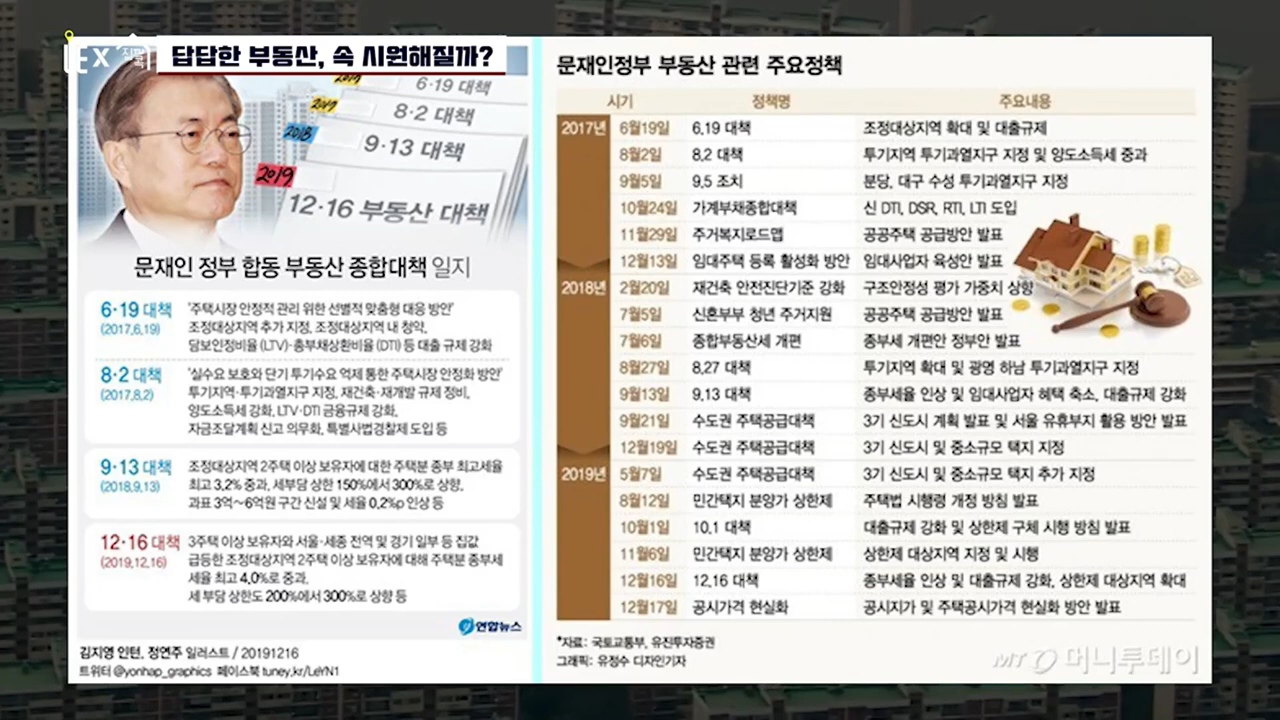 EX
직편
톡
답답한 부동산, 속 시원해질까?
2017
6·19 대책
2017
8·2 대책
2018
9·13 대책
2019
12·16 부동산 대책
문재인 정부 합동 부동산 종합대책 일지
6·19 대책
(2017.6.19)
'주택시장 안정적 관리 위한 선별적 맞춤형 대응 방안'
조정대상지역 추가 지정, 조정대상지역 내 청약,
담보인정비율 (LTV)·총부채상환비율 (DTI) 등 대출 규제 강화
8·2 대책
(2017.8.2)
'실수요 보호와 단기 투기수요 억제 통한 주택시장 안정화 방안'
투기지역·투기과열지구 지정, 재건축·재개발 규제 정비,
양도소득세 강화, LTV·DTI 금융규제 강화,
자금조달계획 신고 의무화, 특별사법경찰제 도입 등
9·13 대책
(2018.9.13)
조정대상지역 2주택 이상 보유자에 대한 주택분 종부 최고세율
최고 3.2% 중과, 세부담 상한 150%에서 300%로 상향,
과표 3억~6억원 구간 신설 및 세율 0.2%p 인상 등
12·16 대책
(2019.12.16)
3주택 이상 보유자와 서울·세종 전역 및 경기 일부 등 집값
급등한 조정대상지역 2주택 이상 보유자에 대해 주택분 종부세
세율 최고 4.0%로 중과,
세 부담 상한도 200%에서 300%로 상향 등
연합뉴스
김지영 인턴, 정연주 일러스트 / 20191216
트위터 @yonhap_graphics 페이스북 tuney.kr/LeYN1
문재인정부 부동산 관련 주요정책
시기 정책명 주요내용
2017년 6월19일 6.19 대책 조정대상지역 확대 및 대출규제
8월2일 8.2 대책 투기지역 투기과열지구 지정 및 양도소득세 중과
9월5일 9.5 조치 분당, 대구 수성 투기과열지구 지정
10월24일 가계부채종합대책 신 DTI, DSR, RTI, LTI 도입
11월29일 주거복지로드맵 공공주택 공급방안 발표
12월13일 임대주택 등록 활성화 방안 임대사업자 육성안 발표
2018년 2월20일 재건축 안전진단기준 강화 구조안정성 평가 가중치 상향
7월5일 신혼부부 청년 주거지원 공공주택 공급방안 발표
7월6일 종합부동산세 개편 종부세 개편안 정부안 발표
8월27일 8.27 대책 투기지역 확대 및 광명 하남 투기과열지구 지정
9월13일 9.13 대책 종부세율 인상 및 임대사업자 혜택 축소, 대출규제 강화
9월21일 수도권 주택공급대책 3기 신도시 계획 발표 및 서울 유휴부지 활용 방안 발표
12월19일 수도권 주택공급대책 3기 신도시 및 중소규모 택지 지정
2019년 5월7일 수도권 주택공급대책 3기 신도시 및 중소규모 택지 추가 지정
8월12일 민간택지 분양가 상한제 주택법 시행령 개정 방침 발표
10월1일 10.1 대책 대출규제 강화 및 상한제 구체 시행 방침 발표
11월6일 민간택지 분양가 상한제 상한제 대상지역 지정 및 시행
12월16일 12.16 대책 종부세율 인상 및 대출규제 강화, 상한제 대상지역 확대
12월17일 공시가격 현실화 공시지가 및 주택공시가격 현실화 방안 발표
*자료: 국토교통부, 유진투자증권
그래픽: 유정수 디자인기자
MT 머니투데이